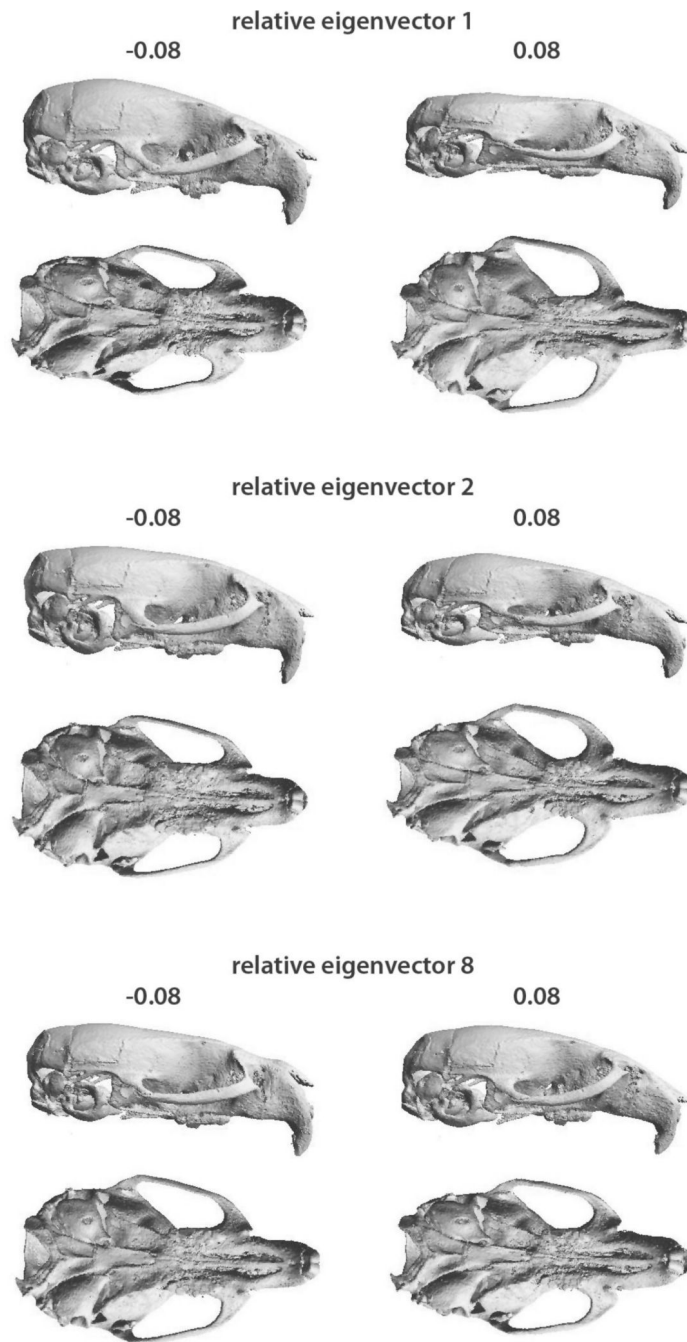 relative eigenvector 1
-0.08 0.08
relative eigenvector 2
-0.08 0.08
relative eigenvector 8
-0.08 0.08